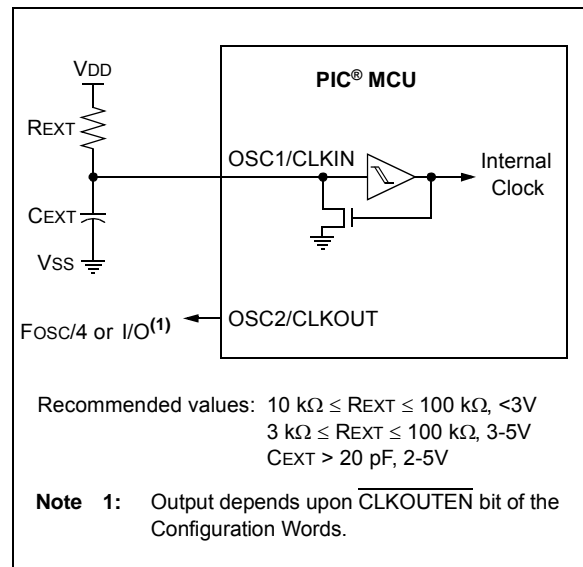 VDD
PIC® MCU
REXT
OSC1/CLKIN
Internal
Clock
CEXT
VSS
OSC2/CLKOUT
FOSC/4 or I/O(1)
Recommended values: 10 kΩ ≤ REXT ≤ 100 kΩ, <3V
3 kΩ ≤ REXT ≤ 100 kΩ, 3-5V
CEXT > 20 pF, 2-5V
Note 1: Output depends upon CLKOUTEN bit of the
Configuration Words.